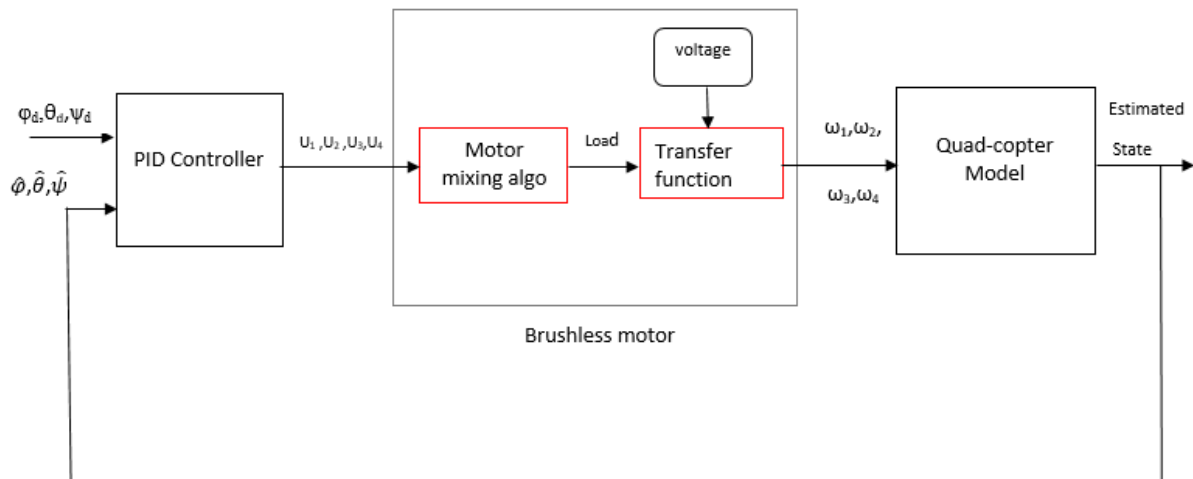 voltage
φd,θd,ψd
PID Controller
φ̂,θ̂,ψ̂
U₁ ,U₂ ,U₃,U₄
Motor
mixing algo
Load
Transfer
function
ω₁,ω₂,
ω₃,ω₄
Quad-copter
Model
Estimated
State
Brushless motor